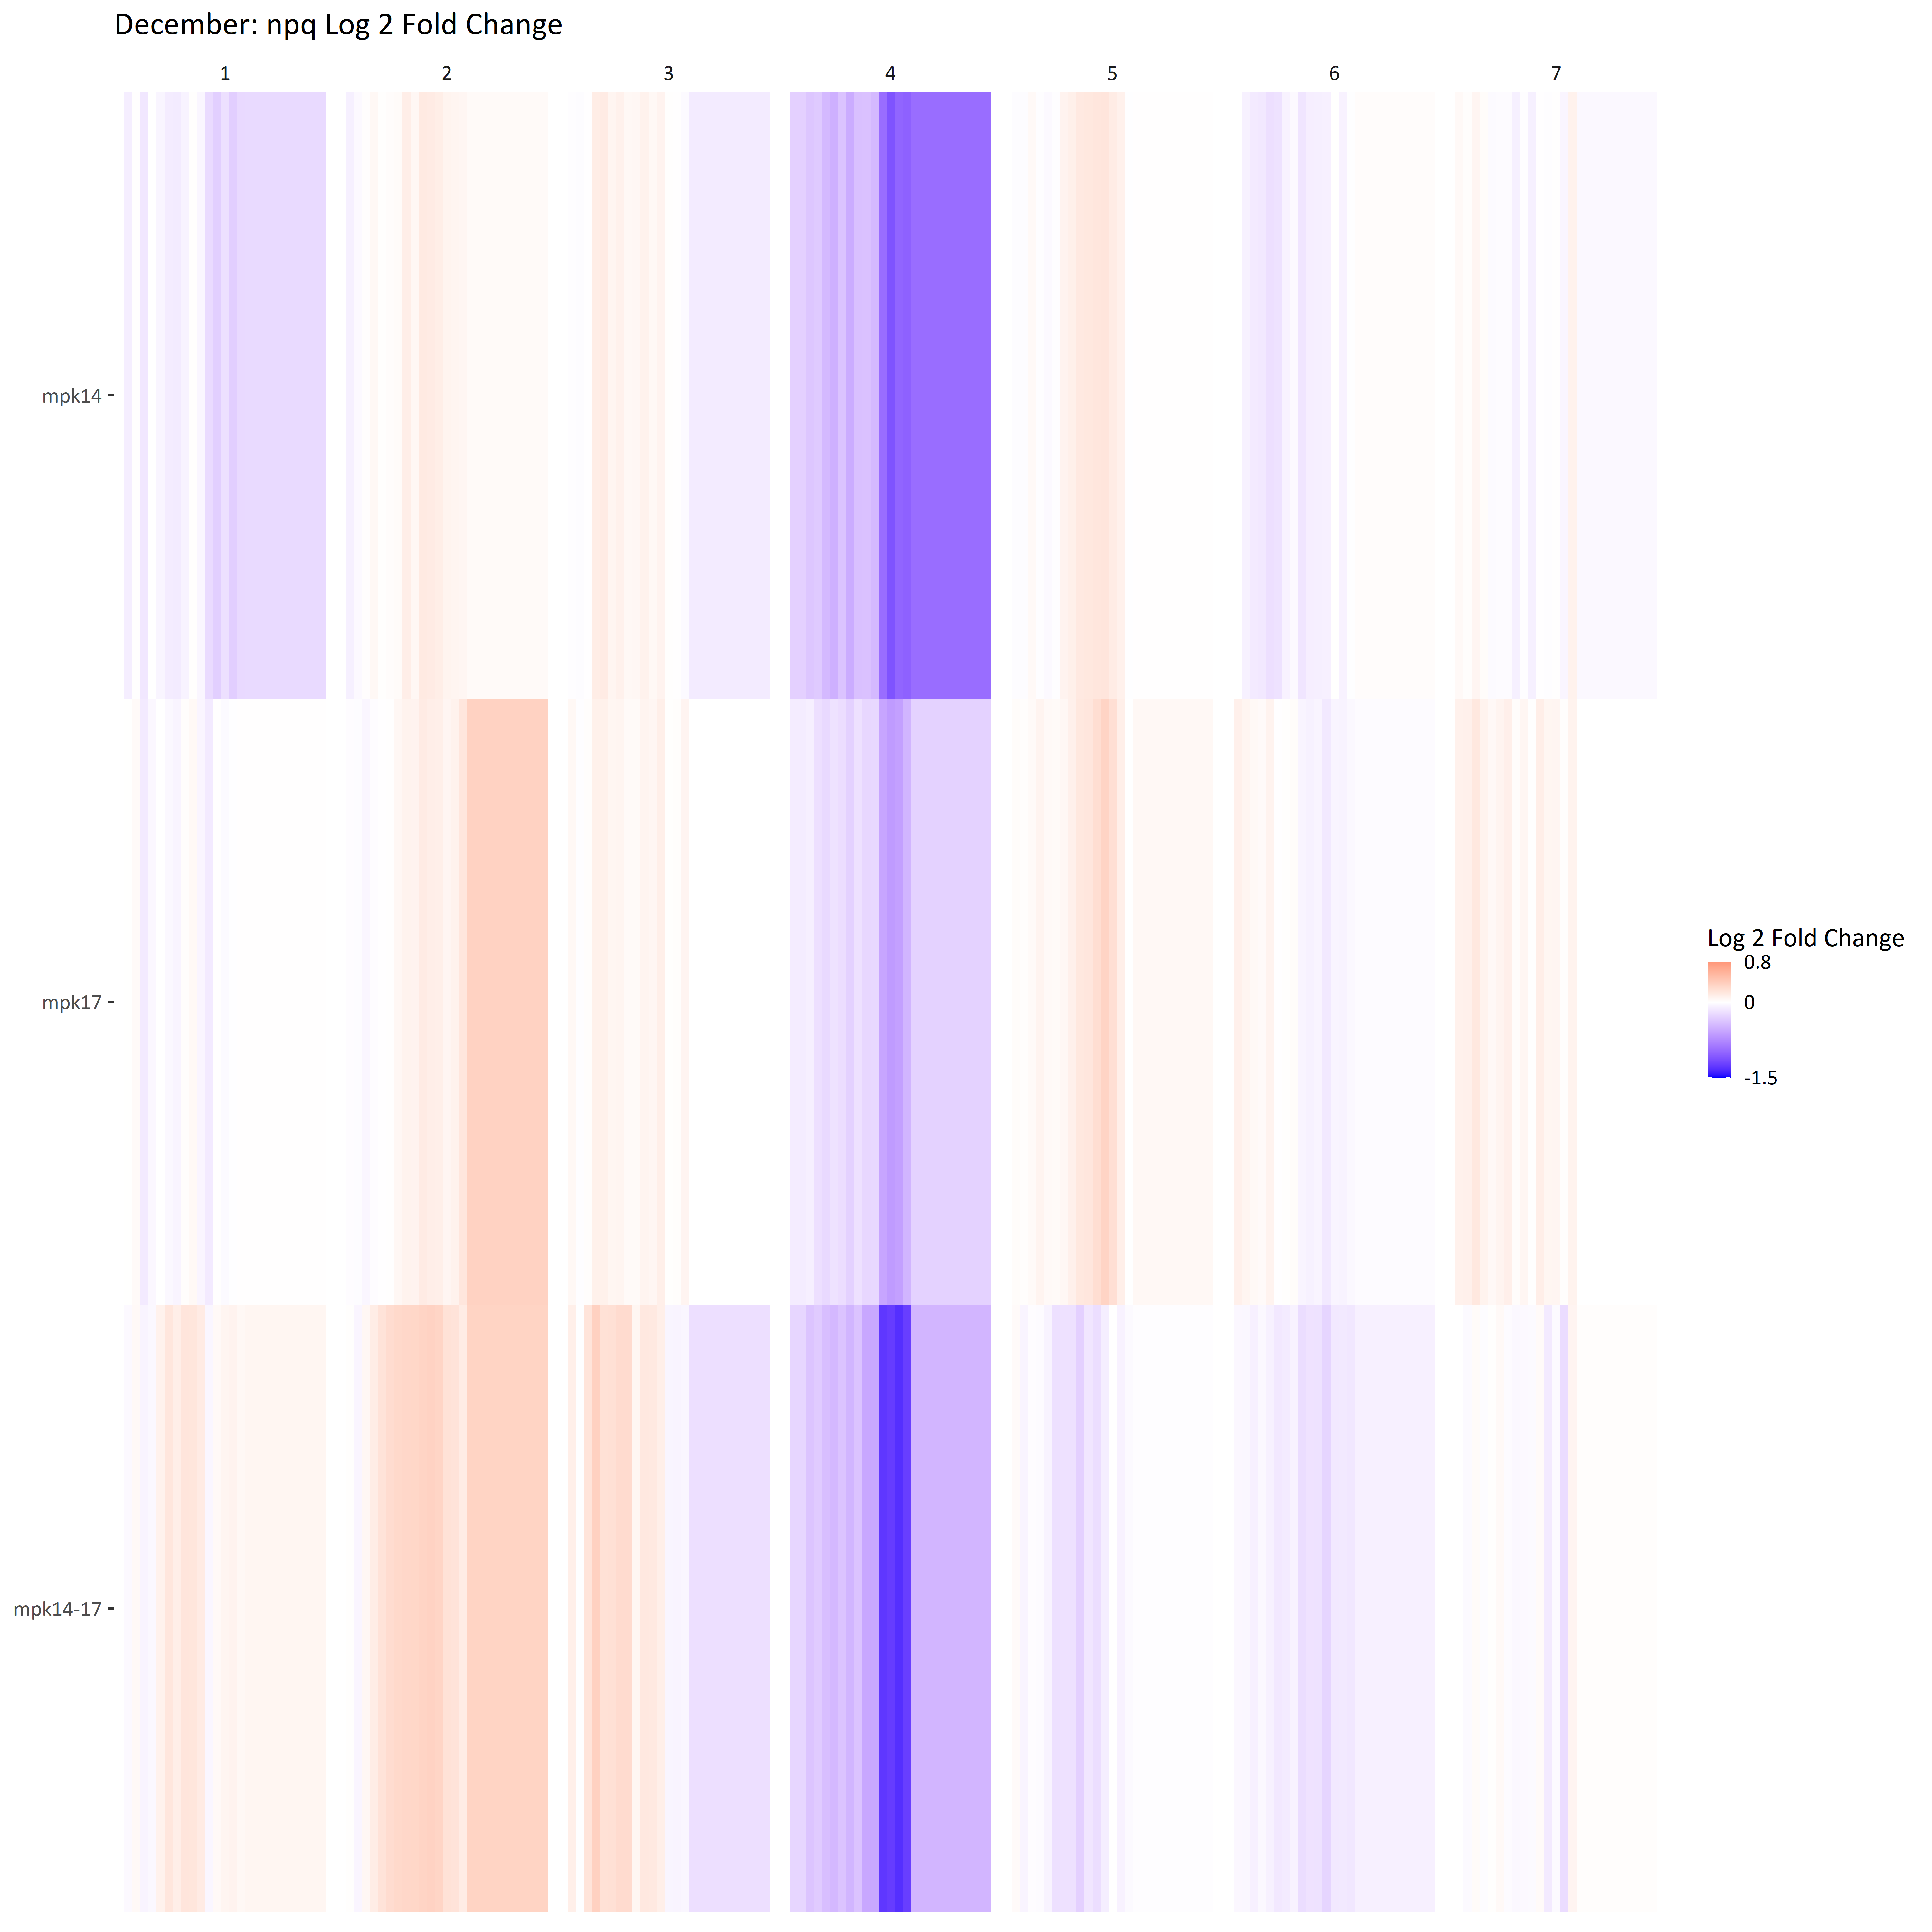 December: npq Log 2 Fold Change
1 2 3 4 5 6 7
mpk14
mpk17
mpk14-17
Log 2 Fold Change
0.8
0
-1.5